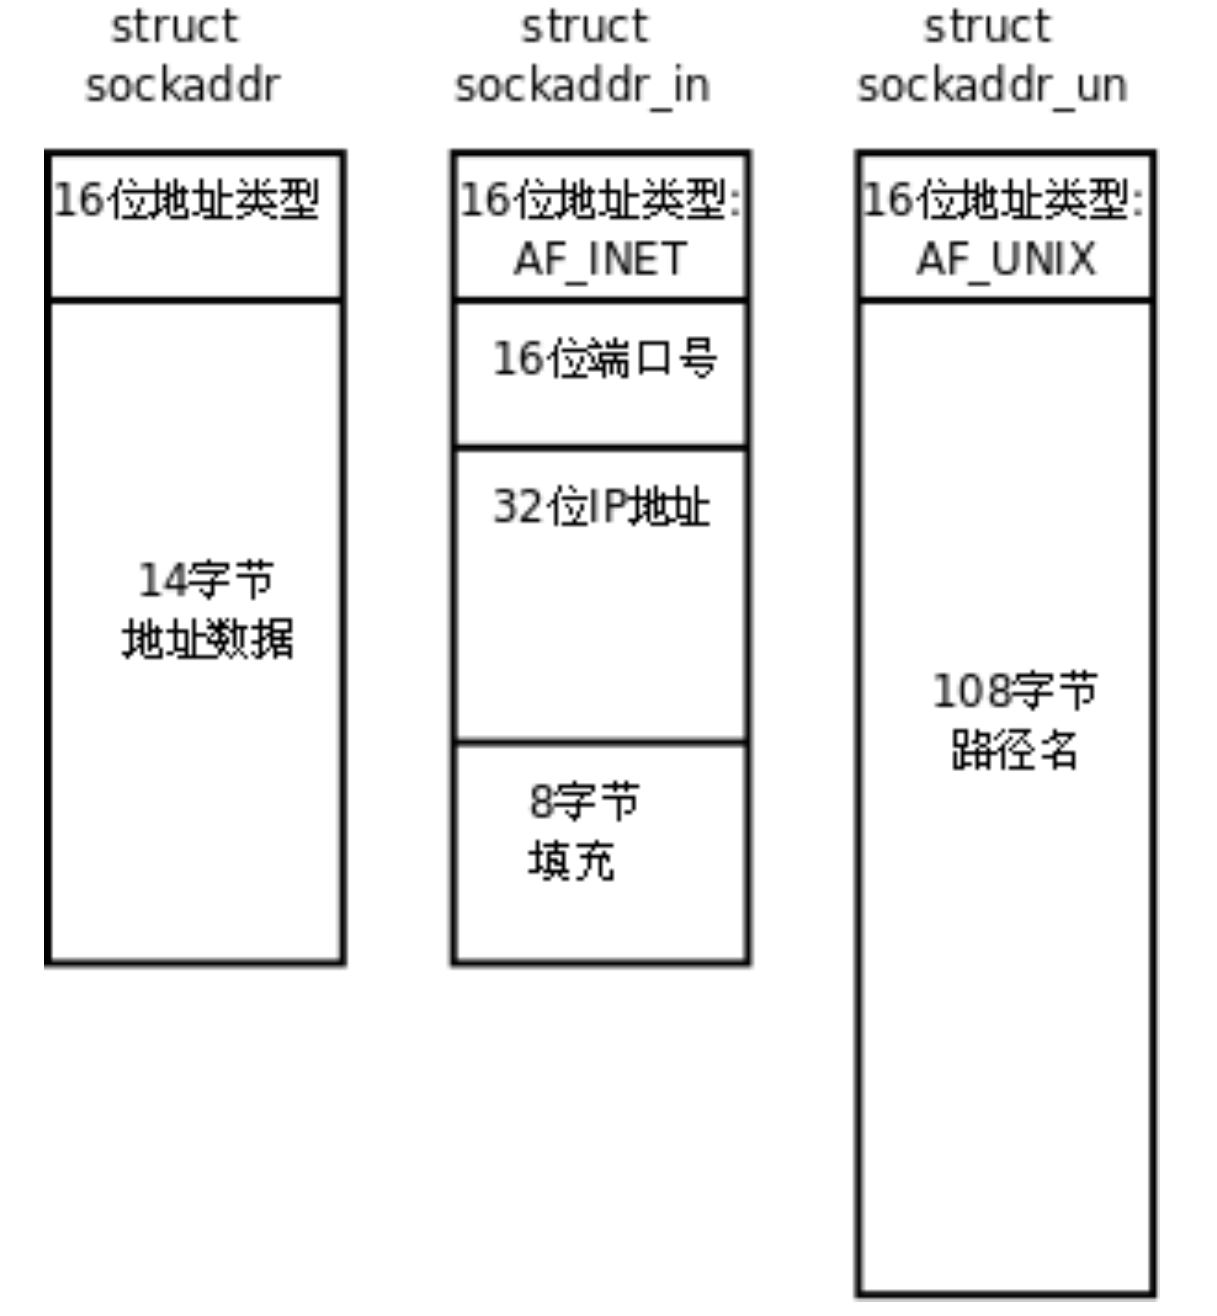 struct
sockaddr
16位地址类型
14字节
地址数据
struct
sockaddr_in
16位地址类型:
AF_INET
16位端口号
32位IP地址
8字节
填充
struct
sockaddr_un
16位地址类型:
AF_UNIX
108字节
路径名